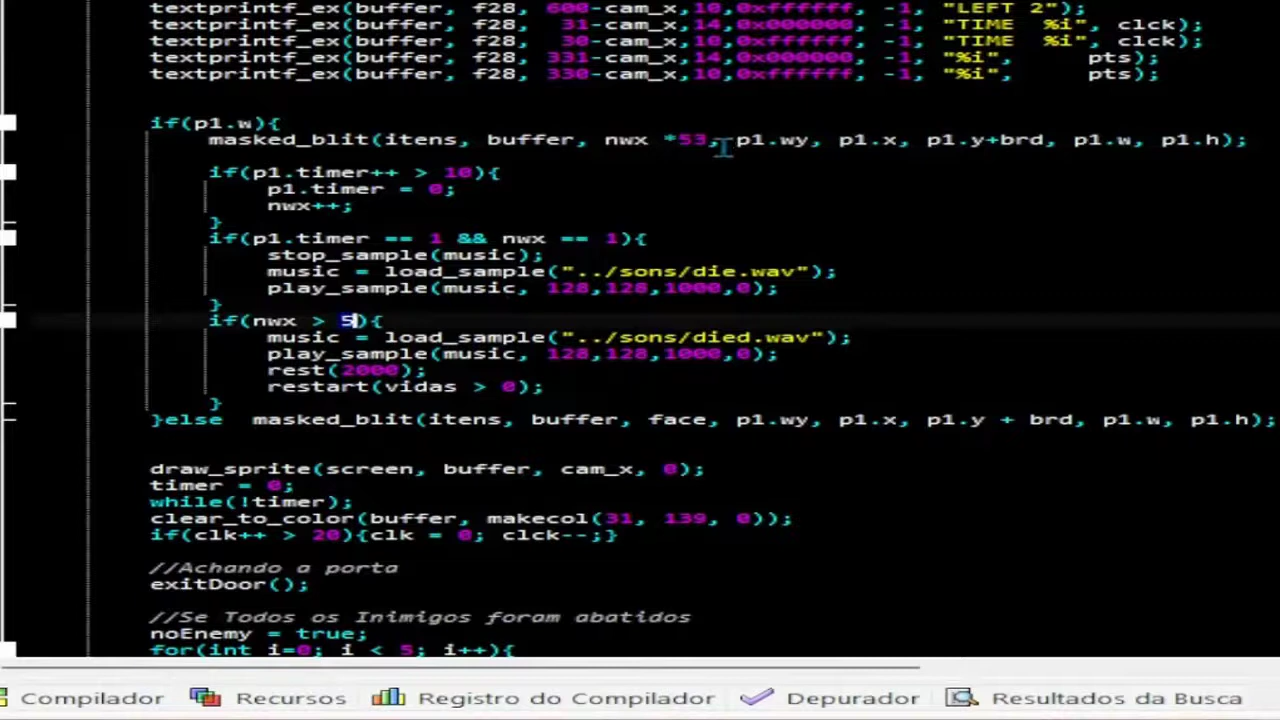 textprintf_ex(buffer, f28, 600-cam_x,10,0xffffff, -1, "LEFT 2");
textprintf_ex(buffer, f28, 31-cam_x,14,0x000000, -1, "TIME %i", clck);
textprintf_ex(buffer, f28, 30-cam_x,10,0xffffff, -1, "TIME %i", clck);
textprintf_ex(buffer, f28, 331-cam_x,14,0x000000, -1, "%i", pts);
textprintf_ex(buffer, f28, 330-cam_x,10,0xffffff, -1, "%i", pts);
if(p1.w){
masked_blit(itens, buffer, nwx *53, p1.wy, p1.x, p1.y+brd, p1.w, p1.h);
if(p1.timer++ > 10){
p1.timer = 0;
nwx++;
}
if(p1.timer == 1 && nwx == 1){
stop_sample(music);
music = load_sample("../sons/die.wav");
play_sample(music, 128,128,1000,0);
}
if(nwx > 5){
music = load_sample("../sons/died.wav");
play_sample(music, 128,128,1000,0);
rest(2000);
restart(vidas > 0);
}
}else masked_blit(itens, buffer, face, p1.wy, p1.x, p1.y + brd, p1.w, p1.h);
draw_sprite(screen, buffer, cam_x, 0);
timer = 0;
while(!timer);
clear_to_color(buffer, makecol(31, 139, 0));
if(clk++ > 20){clk = 0; clck--;}
//Achando a porta
exitDoor();
//Se Todos os Inimigos foram abatidos
noEnemy = true;
for(int i=0; i < 5; i++){
Compilador Recursos Registro do Compilador Depurador Resultados da Busca